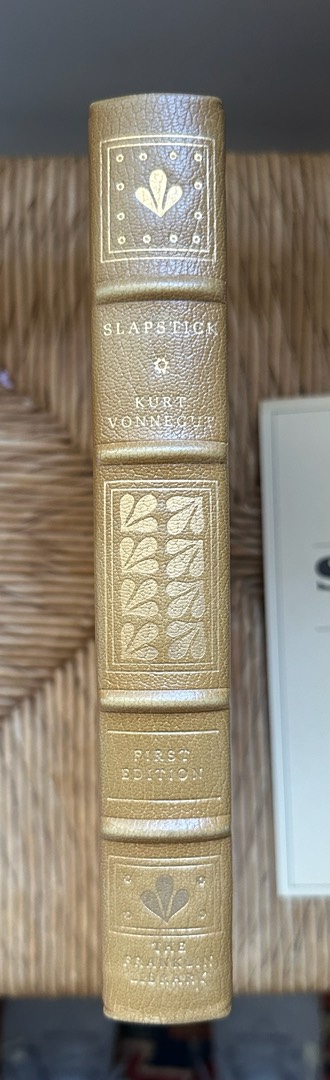 SLAPSTICK
KURT
VONNEGUT
FIRST
EDITION
THE
FRANKLIN
LIBRARY
S